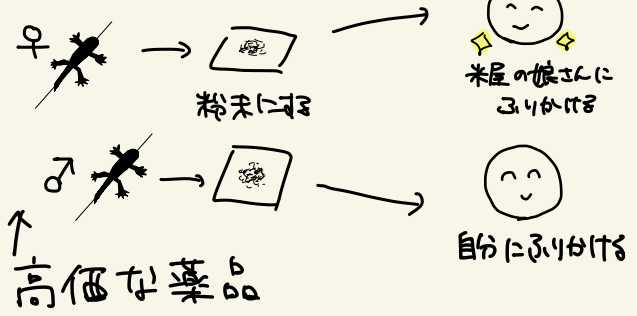 ♀
粉末にする
米屋の娘さんに
ふりかける
♂
自分にふりかける
高価な薬品